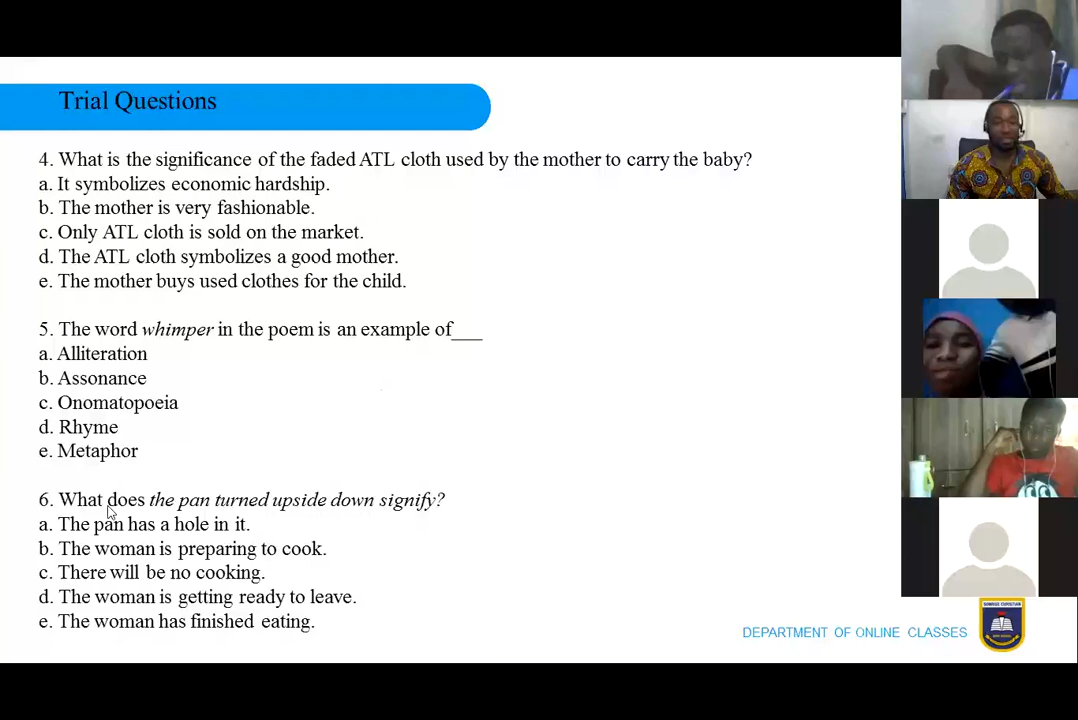 Trial Questions
4. What is the significance of the faded ATL cloth used by the mother to carry the baby?
a. It symbolizes economic hardship.
b. The mother is very fashionable.
c. Only ATL cloth is sold on the market.
d. The ATL cloth symbolizes a good mother.
e. The mother buys used clothes for the child.
5. The word whimper in the poem is an example of___
a. Alliteration
b. Assonance
c. Onomatopoeia
d. Rhyme
e. Metaphor
6. What does the pan turned upside down signify?
a. The pan has a hole in it.
b. The woman is preparing to cook.
c. There will be no cooking.
d. The woman is getting ready to leave.
e. The woman has finished eating.
DEPARTMENT OF ONLINE CLASSES